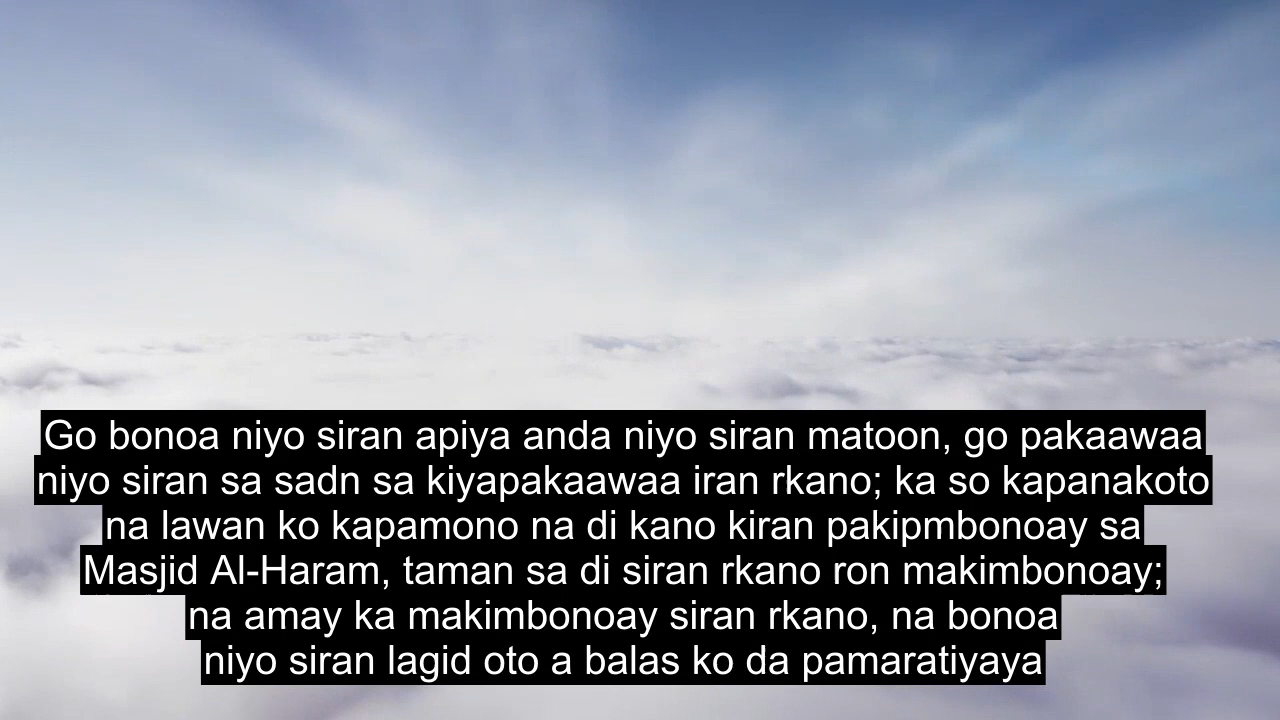 Go bonoa niyo siran apiya anda niyo siran matoon, go pakaawaa
niyo siran sa sadn sa kiyapakaawaa iran rkano; ka so kapanakoto
na lawan ko kapamono na di kano kiran pakipmbonoay sa
Masjid Al-Haram, taman sa di siran rkano ron makimbonoay;
na amay ka makimbonoay siran rkano, na bonoa
niyo siran lagid oto a balas ko da pamaratiyaya